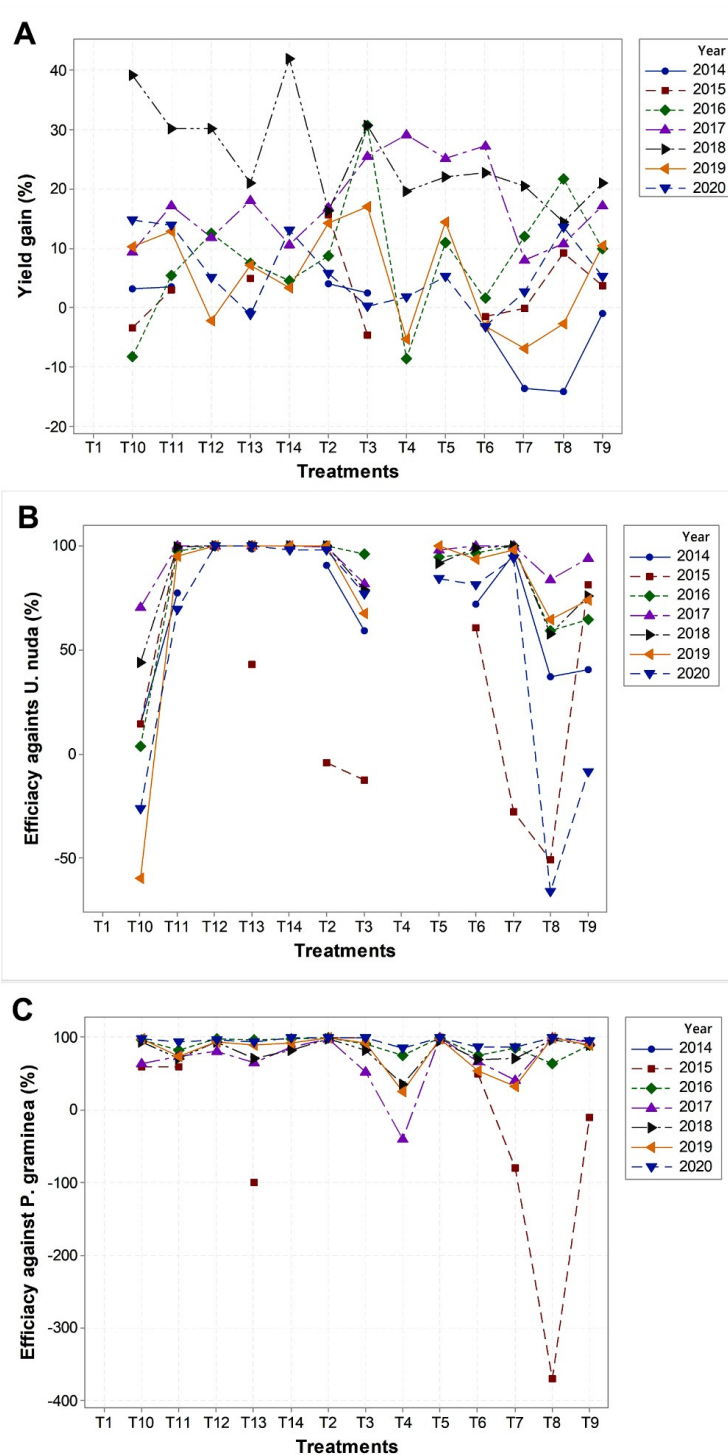 A
Yield gain (%)
40
30
20
10
0
-10
-20
T1 T10 T11 T12 T13 T14 T2 T3 T4 T5 T6 T7 T8 T9
Treatments
Year
2014
2015
2016
2017
2018
2019
2020
B
Efficiacy againts U. nuda (%)
100
50
0
-50
T1 T10 T11 T12 T13 T14 T2 T3 T4 T5 T6 T7 T8 T9
Treatments
Year
2014
2015
2016
2017
2018
2019
2020
C
Efficiacy against P. graminea (%)
100
0
-100
-200
-300
-400
T1 T10 T11 T12 T13 T14 T2 T3 T4 T5 T6 T7 T8 T9
Treatments
Year
2014
2015
2016
2017
2018
2019
2020